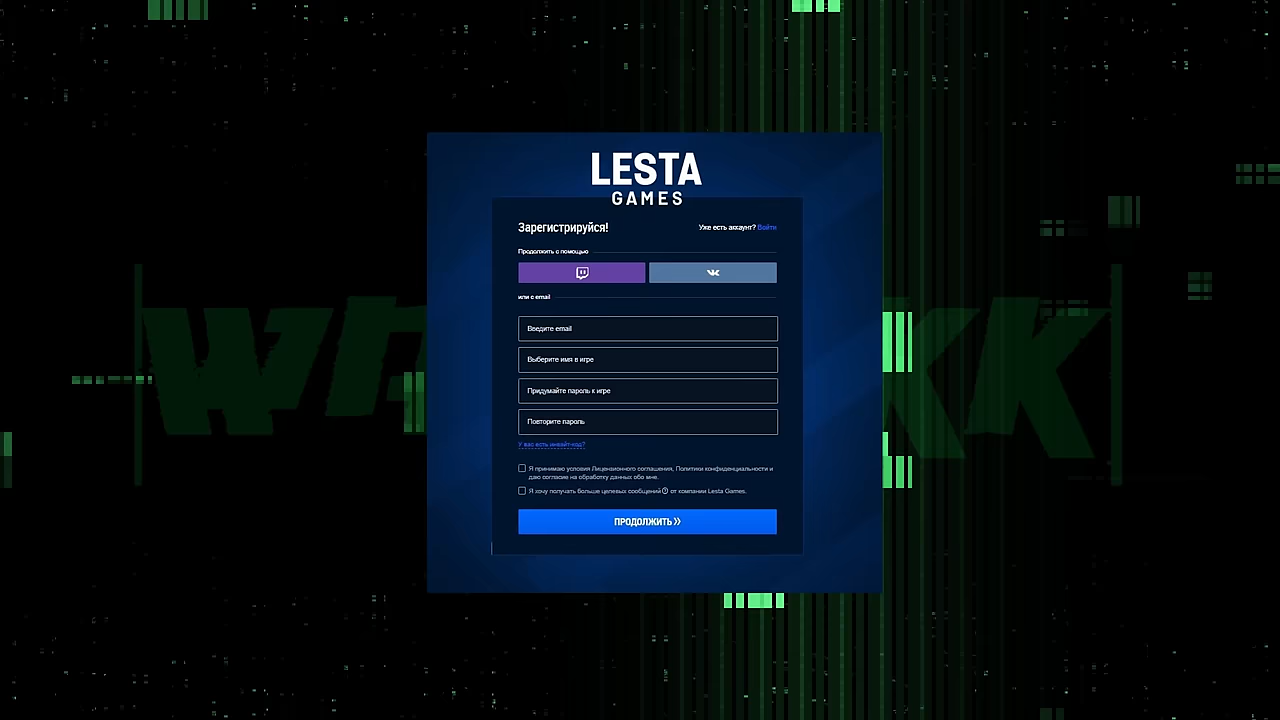 LESTA
GAMES
Зарегистрируйся!
Уже есть аккаунт? Войти
Продолжить с помощью
или с email
Введите email
Выберите имя в игре
Придумайте пароль к игре
Повторите пароль
У вас есть инвайт-код?
Я принимаю условия Лицензионного соглашения, Политики конфиденциальности и
даю согласие на обработку данных обо мне.
Я хочу получать больше целевых сообщений ? от компании Lesta Games.
ПРОДОЛЖИТЬ